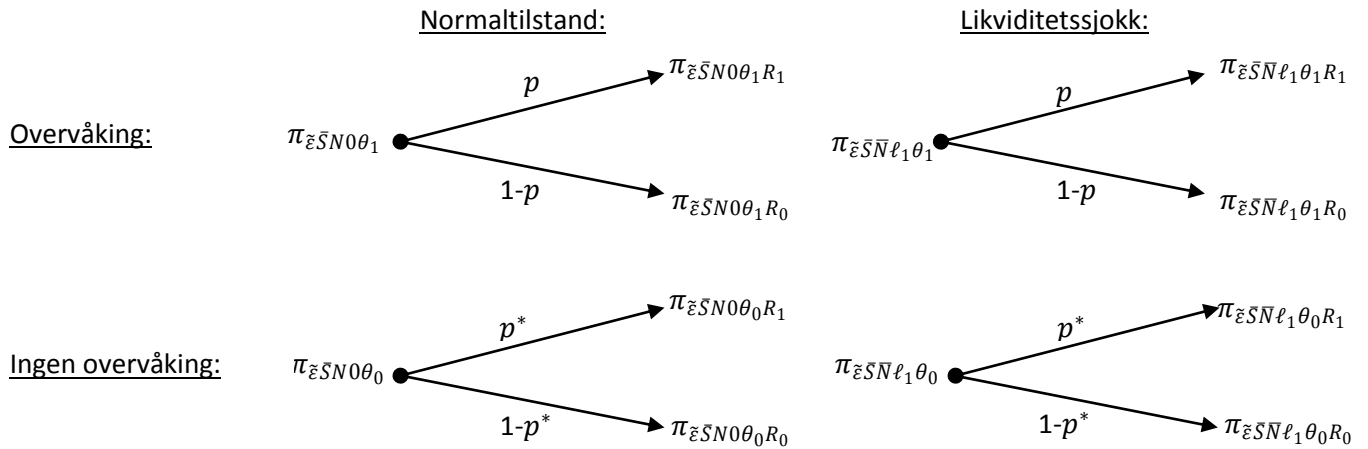 Normaltilstand: Likviditetssjokk:
π_{ε̃S̄N0θ₁R₁} π_{ε̃S̄N̄ℓ₁θ₁R₁}
p p
Overvåking: π_{ε̃S̄N0θ₁} π_{ε̃S̄N̄ℓ₁θ₁}
1-p 1-p
π_{ε̃S̄N0θ₁R₀} π_{ε̃S̄N̄ℓ₁θ₁R₀}
π_{ε̃S̄N0θ₀R₁} π_{ε̃S̄N̄ℓ₁θ₀R₁}
p* p*
Ingen overvåking: π_{ε̃S̄N0θ₀} π_{ε̃S̄N̄ℓ₁θ₀}
1-p* 1-p*
π_{ε̃S̄N0θ₀R₀} π_{ε̃S̄N̄ℓ₁θ₀R₀}